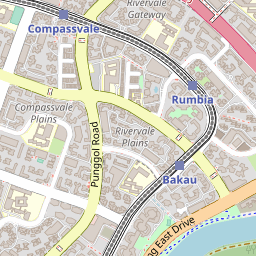 Rivervale
Gateway
Compassvale
Rumbia
Compassvale
Plains
Punggol Road
Rivervale
Plains
Bakau
East Drive